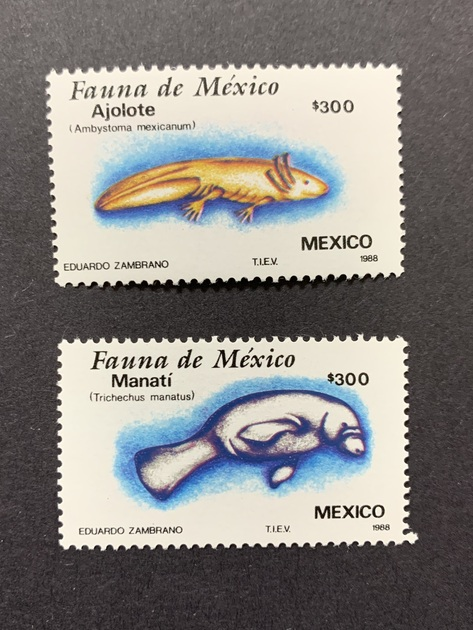 Fauna de México
Ajolote $300
(Ambystoma mexicanum)
MEXICO
EDUARDO ZAMBRANO T.I.E.V. 1988
Fauna de México
Manatí $300
(Trichechus manatus)
MEXICO
EDUARDO ZAMBRANO T.I.E.V. 1988